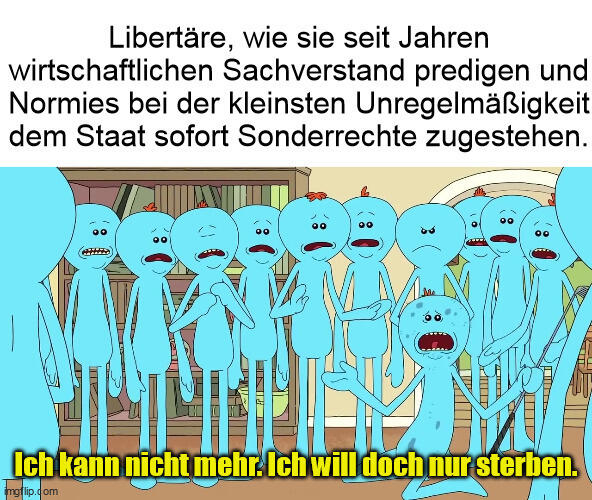 Libertäre, wie sie seit Jahren
wirtschaftlichen Sachverstand predigen und
Normies bei der kleinsten Unregelmäßigkeit
dem Staat sofort Sonderrechte zugestehen.
Ich kann nicht mehr. Ich will doch nur sterben.
imgflip.com